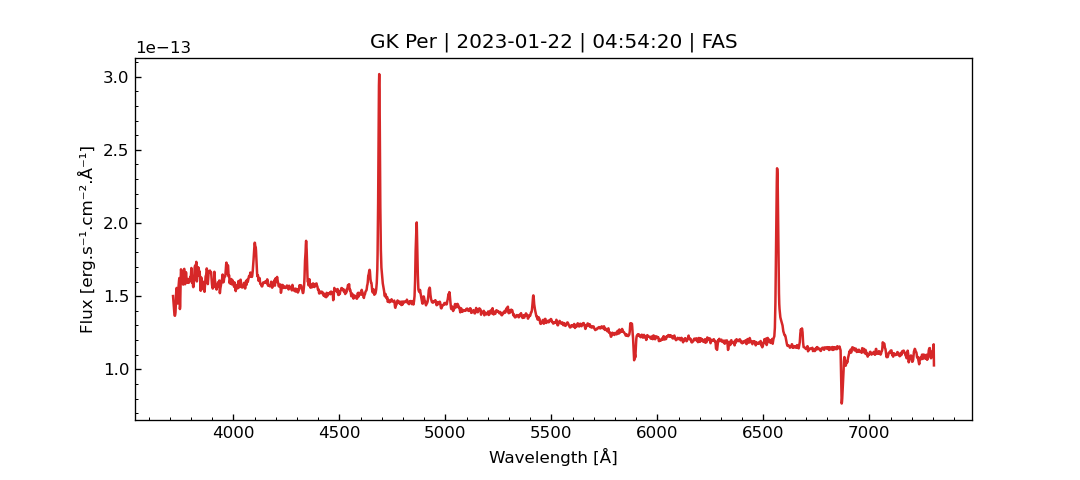 GK Per | 2023-01-22 | 04:54:20 | FAS
1e−13
3.0
2.5
2.0
1.5
1.0
Flux [erg.s⁻¹.cm⁻².Å⁻¹]
4000 4500 5000 5500 6000 6500 7000
Wavelength [Å]